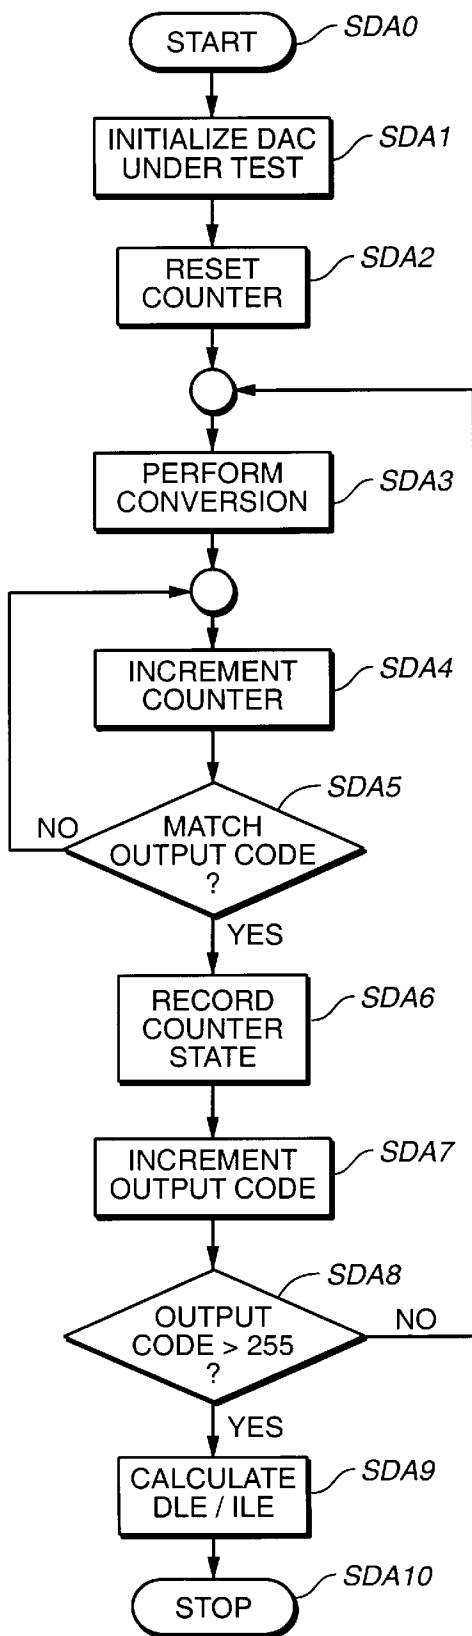 START
SDA0
INITIALIZE DAC
UNDER TEST
SDA1
RESET
COUNTER
SDA2
PERFORM
CONVERSION
SDA3
INCREMENT
COUNTER
SDA4
SDA5
NO
MATCH
OUTPUT CODE
?
YES
RECORD
COUNTER
STATE
SDA6
INCREMENT
OUTPUT CODE
SDA7
SDA8
OUTPUT
CODE > 255
?
NO
YES
CALCULATE
DLE / ILE
SDA9
STOP
SDA10